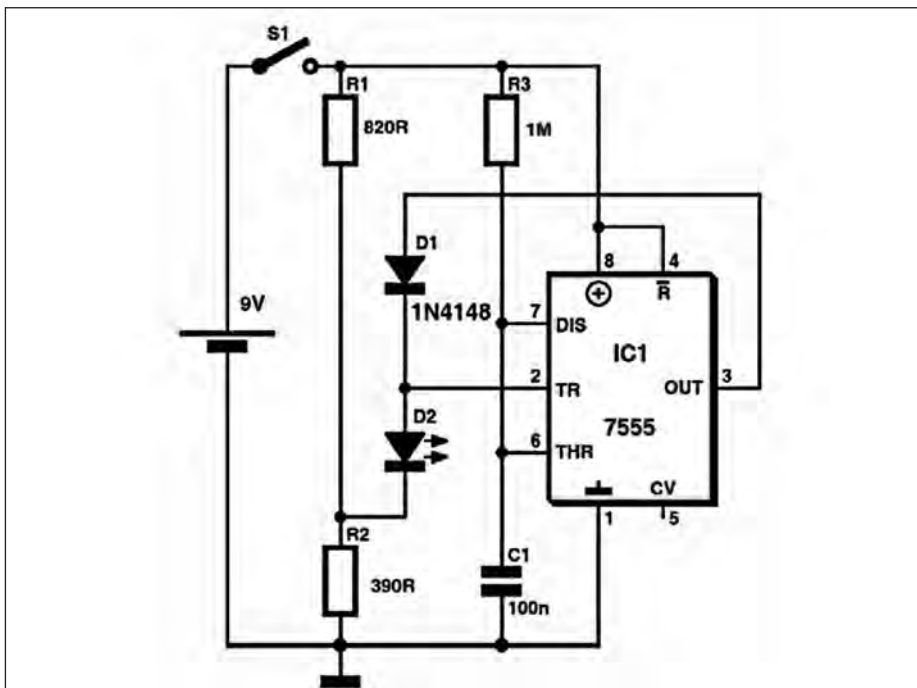 S1
R1
820R
R3
1M
D1
1N4148
9V
8
4
R
7
DIS
IC1
2
TR
OUT
3
D2
7555
6
THR
CV
1
5
R2
390R
C1
100n